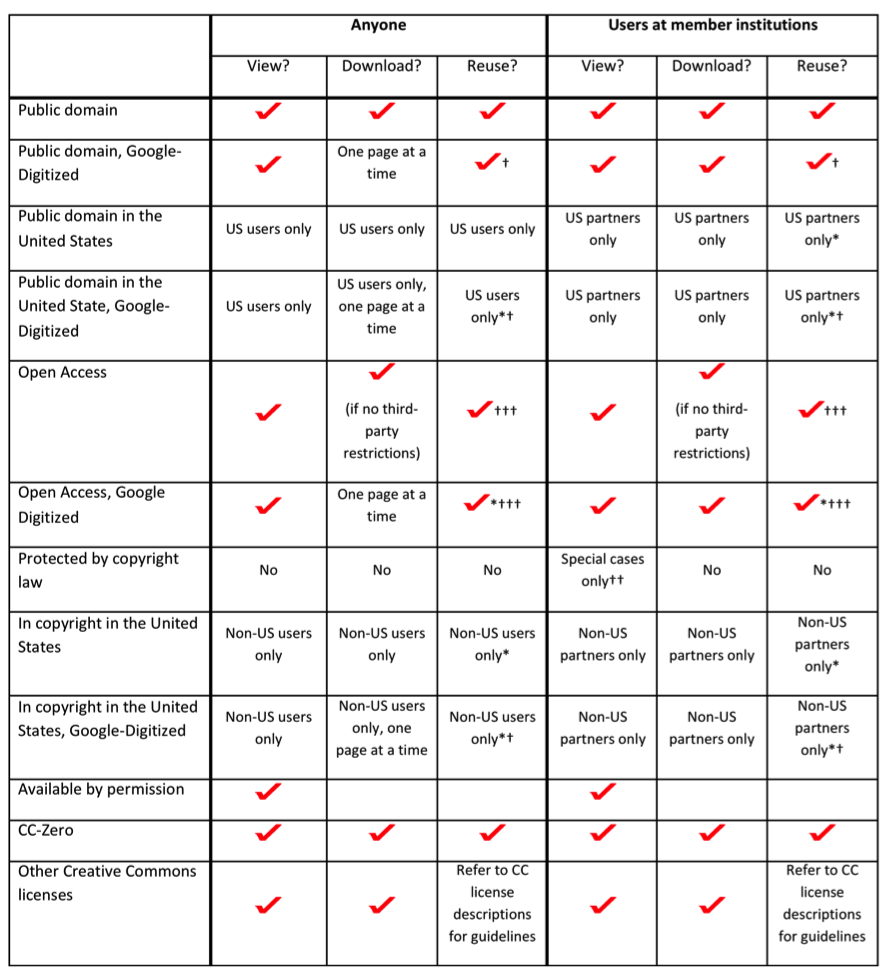 Anyone
Users at member institutions
View?
Download?
Reuse?
View?
Download?
Reuse?
Public domain
✓
✓
✓
✓
✓
✓
Public domain, Google-
Digitized
✓
One page at a
time
✓†
✓
✓
✓†
Public domain in the
United States
US users only
US users only
US users only
US partners
only
US partners
only
US partners
only*
Public domain in the
United State, Google-
Digitized
US users only
US users only,
one page at a
time
US users
only*†
US partners
only
US partners
only
US partners
only*†
Open Access
✓
✓
(if no third-
party
restrictions)
✓†††
✓
✓
(if no third-
party
restrictions)
✓†††
Open Access, Google
Digitized
✓
One page at a
time
✓*†††
✓
✓
✓*†††
Protected by copyright
law
No
No
No
Special cases
only††
No
No
In copyright in the United
States
Non-US users
only
Non-US users
only
Non-US users
only*
Non-US
partners only
Non-US
partners only
Non-US
partners
only*
In copyright in the United
States, Google-Digitized
Non-US users
only
Non-US users
only, one
page at a time
Non-US users
only*†
Non-US
partners only
Non-US
partners only
Non-US
partners
only*†
Available by permission
✓
✓
CC-Zero
✓
✓
✓
✓
✓
✓
Other Creative Commons
licenses
✓
✓
Refer to CC
license
descriptions
for guidelines
✓
✓
Refer to CC
license
descriptions
for guidelines